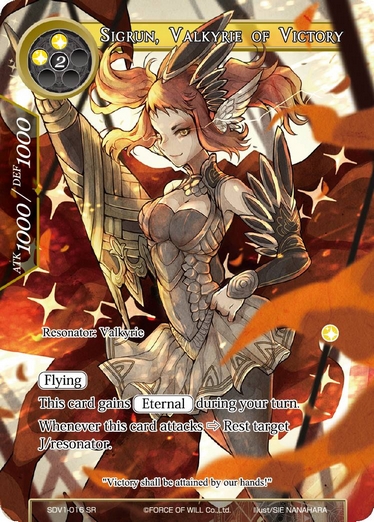 Sigrun, Valkyrie of Victory
2
ATK 1000 / DEF 1000
Resonator: Valkyrie
Flying
This card gains Eternal during your turn.
Whenever this card attacks ⇨ Rest target
J/resonator.
"Victory shall be attained by our hands!"
SDV1-016 SR ©FORCE OF WILL Co.,Ltd. Illust/SIE NANAHARA